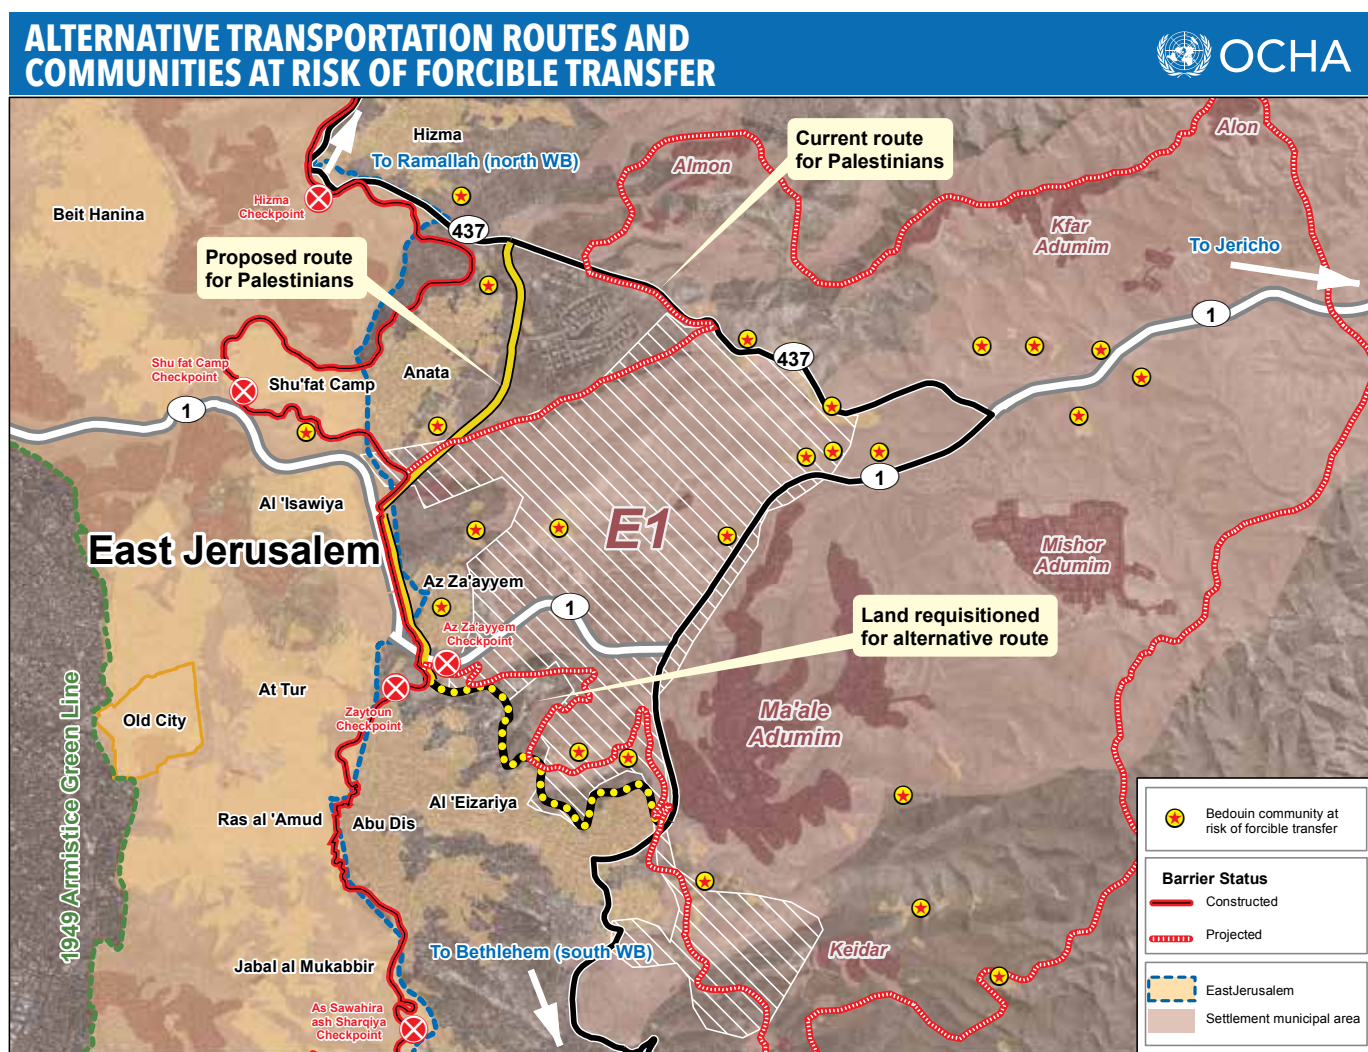 ALTERNATIVE TRANSPORTATION ROUTES AND
COMMUNITIES AT RISK OF FORCIBLE TRANSFER
OCHA
Hizma
To Ramallah (north WB)
Current route
for Palestinians
Almon
Alon
Hizma
Checkpoint
Beit Hanina
437
Kfar
Adumim
To Jericho
Proposed route
for Palestinians
1
Shu fat Camp
Checkpoint
Shu'fat Camp
Anata
437
1
1
Al 'Isawiya
East Jerusalem
E1
Mishor
Adumim
Az Za'ayyem
1
Az Za'ayyem
Checkpoint
Land requisitioned
for alternative route
At Tur
Zaytoun
Checkpoint
Old City
Ma'ale
Adumim
1949 Armistice Green Line
Al 'Eizariya
Ras al 'Amud
Abu Dis
To Bethlehem (south WB)
Keidar
Jabal al Mukabbir
As Sawahira
ash Sharqiya
Checkpoint
Bedouin community at
risk of forcible transfer
Barrier Status
Constructed
Projected
EastJerusalem
Settlement municipal area